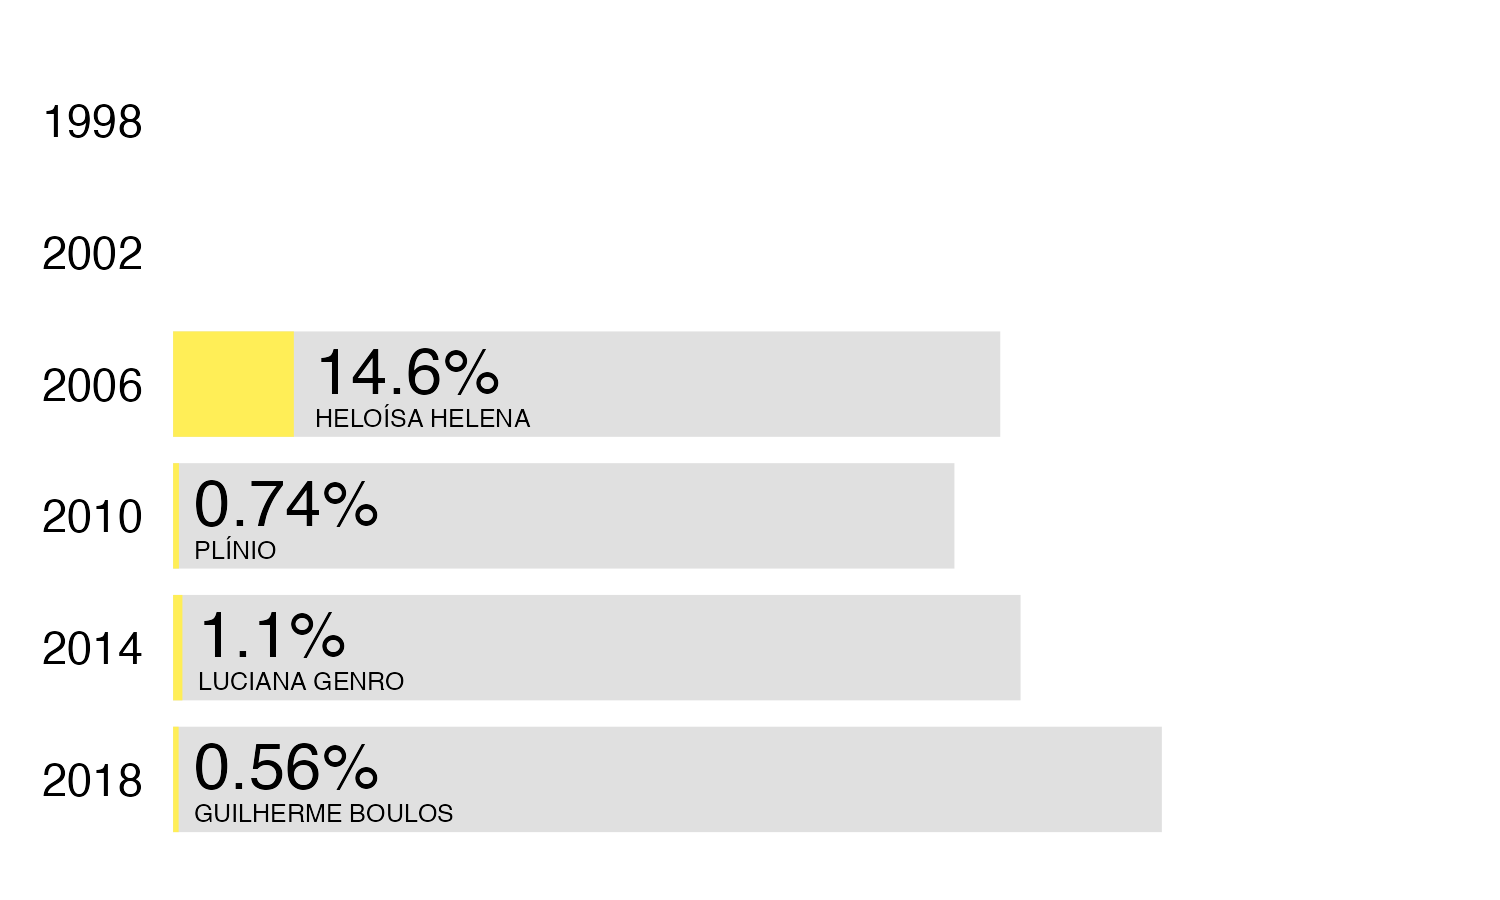 1998
2002
2006
14.6%
HELOÍSA HELENA
2010
0.74%
PLÍNIO
2014
1.1%
LUCIANA GENRO
2018
0.56%
GUILHERME BOULOS